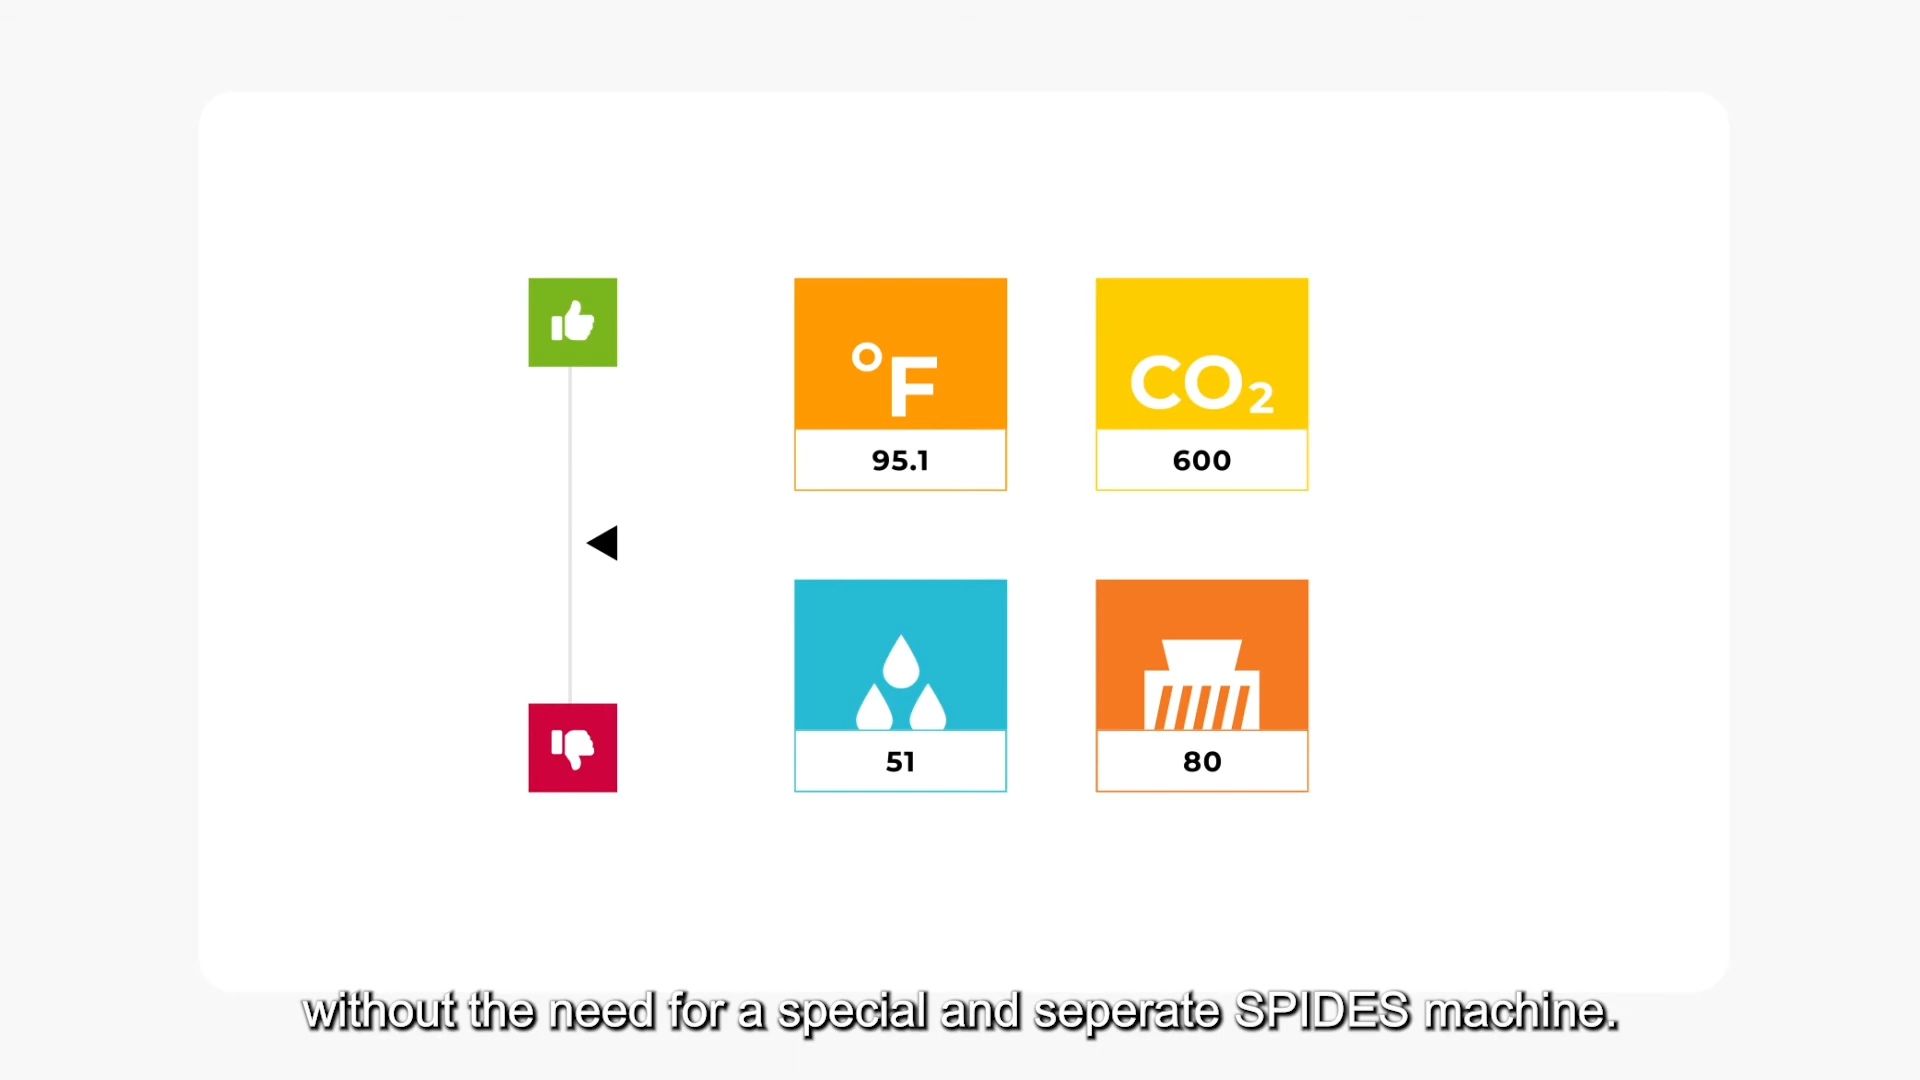 °F
95.1
CO₂
600
51
80
without the need for a special and seperate SPIDES machine.